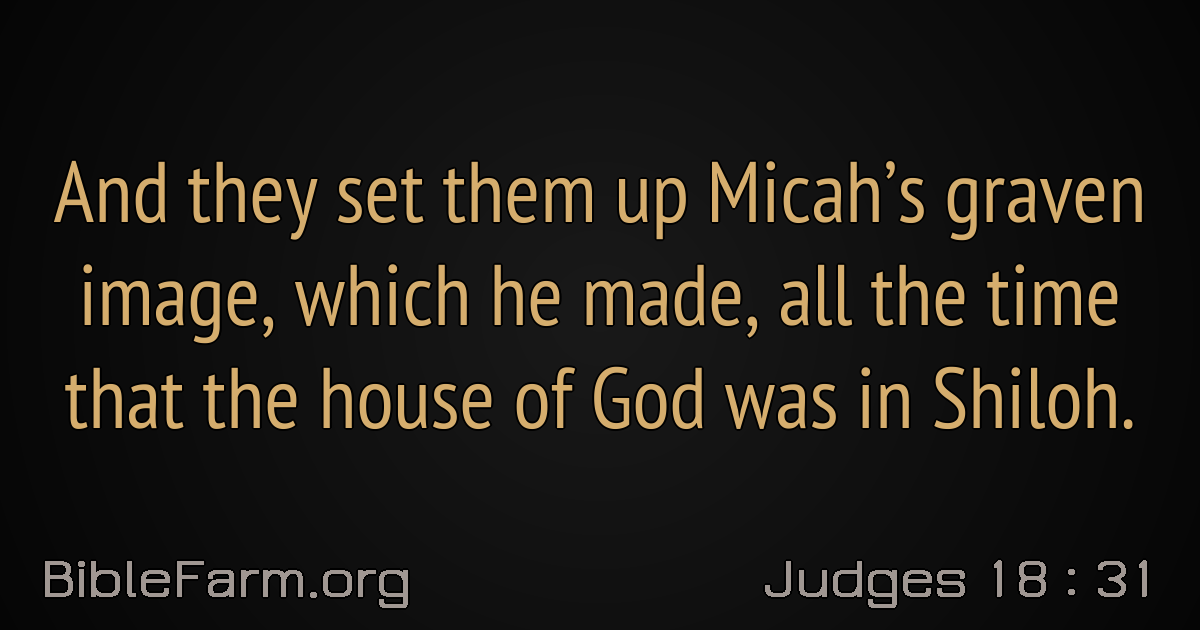 And they set them up Micah’s graven
image, which he made, all the time
that the house of God was in Shiloh.
BibleFarm.org
Judges 18 : 31